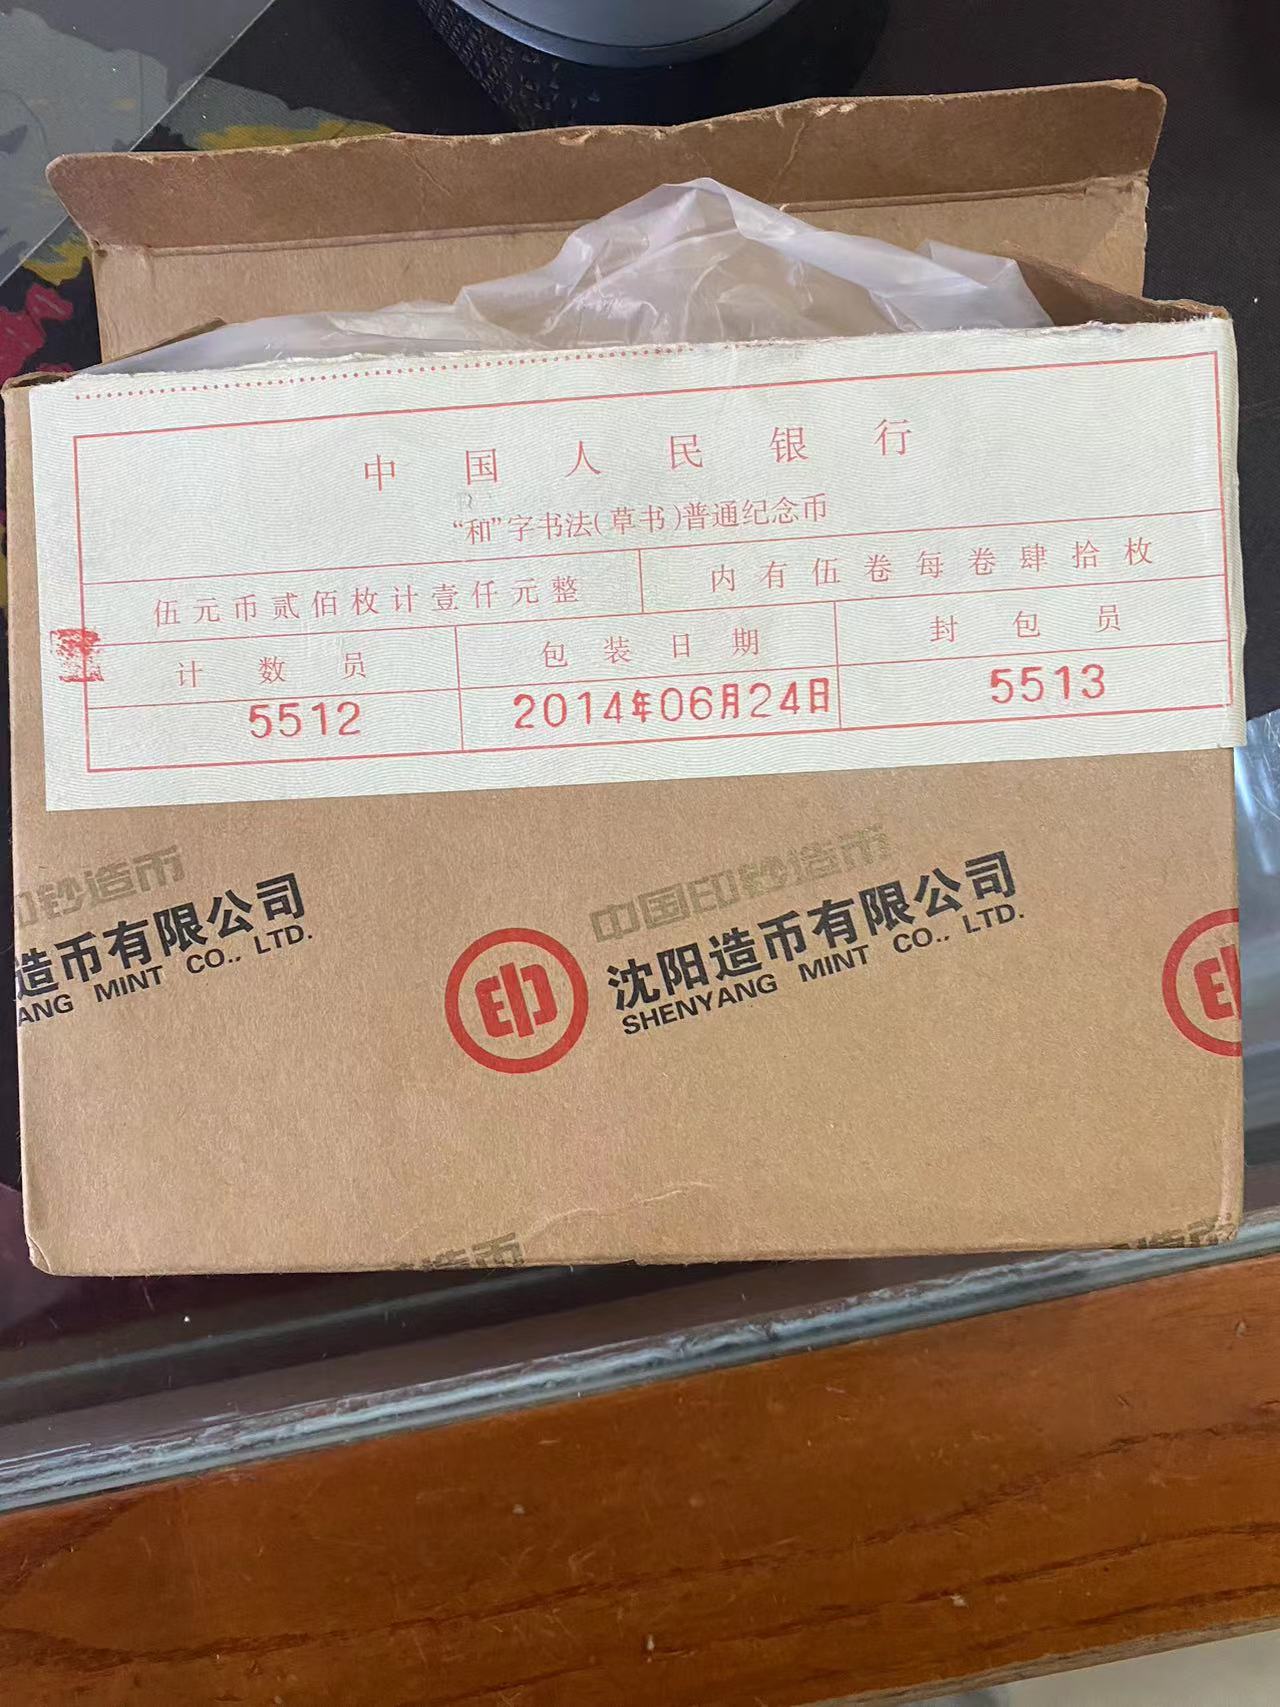 中国人民银行
“和”字书法(草书)普通纪念币
伍元币贰佰枚计壹仟元整
内有伍卷每卷肆拾枚
计数员
包装日期
封包员
5512
2014年06月24日
5513
印钞造币
造币有限公司
ANG MINT CO., LTD.
中国印钞造币
沈阳造币有限公司
SHENYANG MINT CO., LTD.
造币